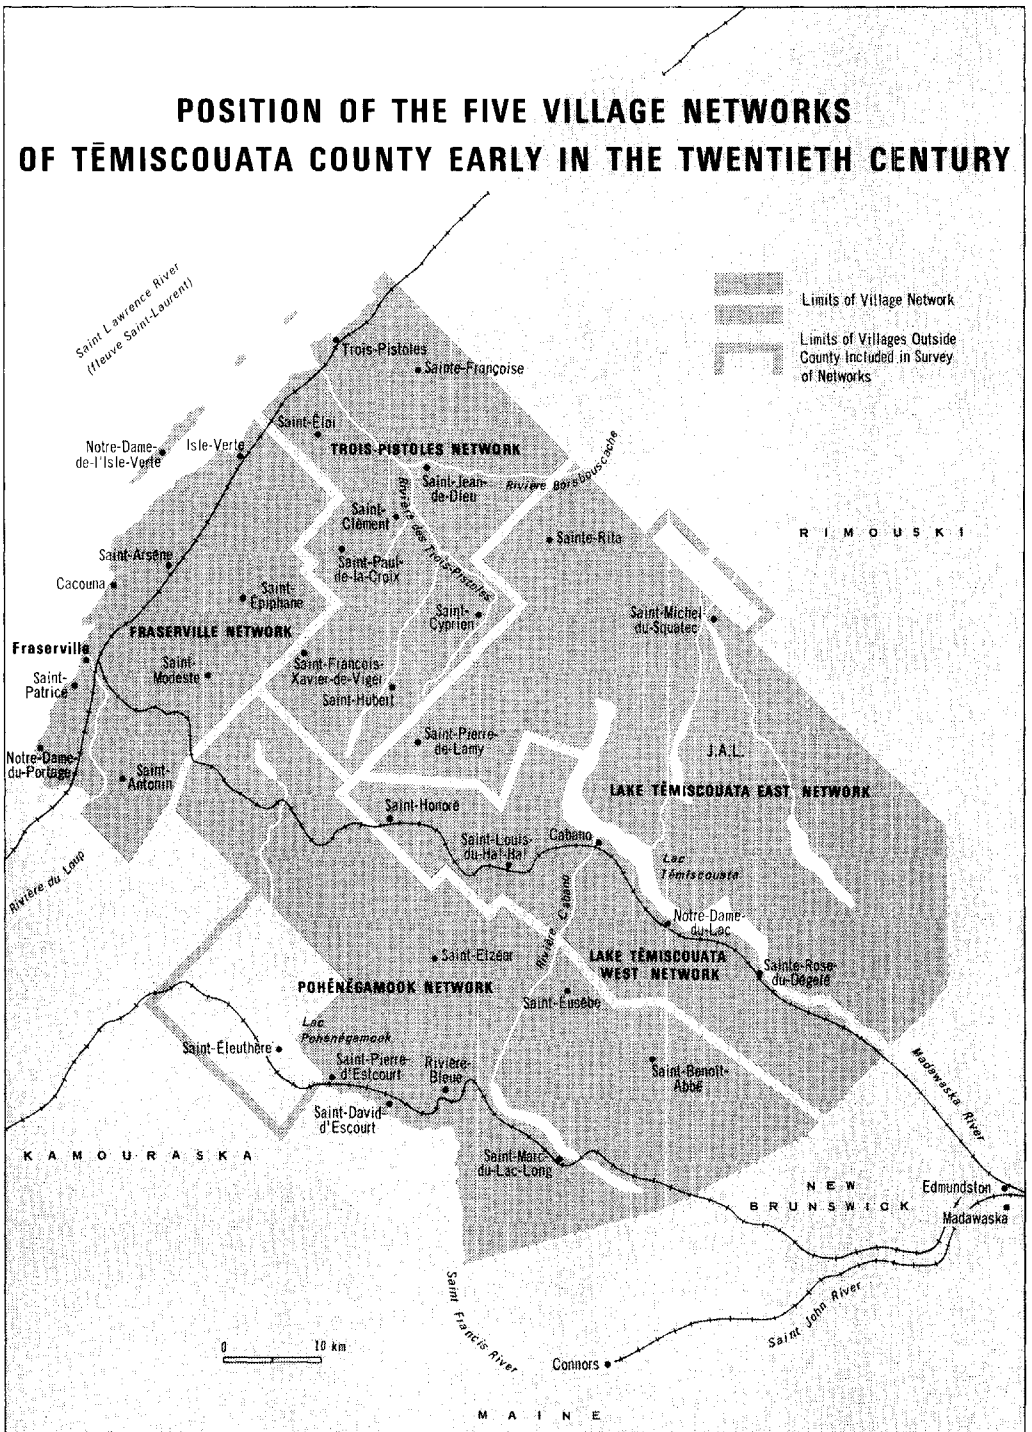 POSITION OF THE FIVE VILLAGE NETWORKS
OF TĒMISCOUATA COUNTY EARLY IN THE TWENTIETH CENTURY
Saint Lawrence River
(fleuve Saint-Laurent)
Limits of Village Network
Limits of Villages Outside
County Included in Survey
of Networks
Trois-Pistoles
Sainte-Françoise
Saint-Éloi
Notre-Dame-
de-l'Isle-Verte
Isle-Verte
TROIS-PISTOLES NETWORK
Saint-Jean-
de-Dieu
Rivière Boisbouscache
Rivière des Trois-Pistoles
Saint-
Clément
RIMOUSKI
Sainte-Rita
Saint-Arsène
Saint-Paul-
de-la-Croix
Cacouna
Saint-
Épiphane
Saint-
Cyprien
Saint-Michel
du-Squatec
FRASERVILLE NETWORK
Fraserville
Saint-
Patrice
Saint-
Modeste
Saint-François-
Xavier-de-Viger
Saint-Hubert
Saint-Pierre-
de-Lamy
J.A.L.
Notre-Dame-
du-Portage
Saint-
Antonin
LAKE TĒMISCOUATA EAST NETWORK
Saint-Honoré
Saint-Louis-
du-Ha!-Ha!
Cabano
Lac
Témiscouata
Rivière du Loup
Rivière Cabano
Notre-Dame-
du-Lac
Saint-Elzéar
LAKE TĒMISCOUATA
WEST NETWORK
Sainte-Rose-
du-Dégelé
POHĒNĒGAMOOK NETWORK
Saint-Eusèbe
Lac
Pohénégamook
Saint-Éleuthère
Saint-Pierre-
d'Estcourt
Rivière-
Bleue
Saint-Benoît-
Abbé
Madawaska River
Saint-David-
d'Escourt
KAMOURASKA
Saint-Marc-
du-Lac-Long
NEW
BRUNSWICK
Edmundston
Madawaska
Saint Francis River
Saint John River
0 10 km
Connors
MAINE